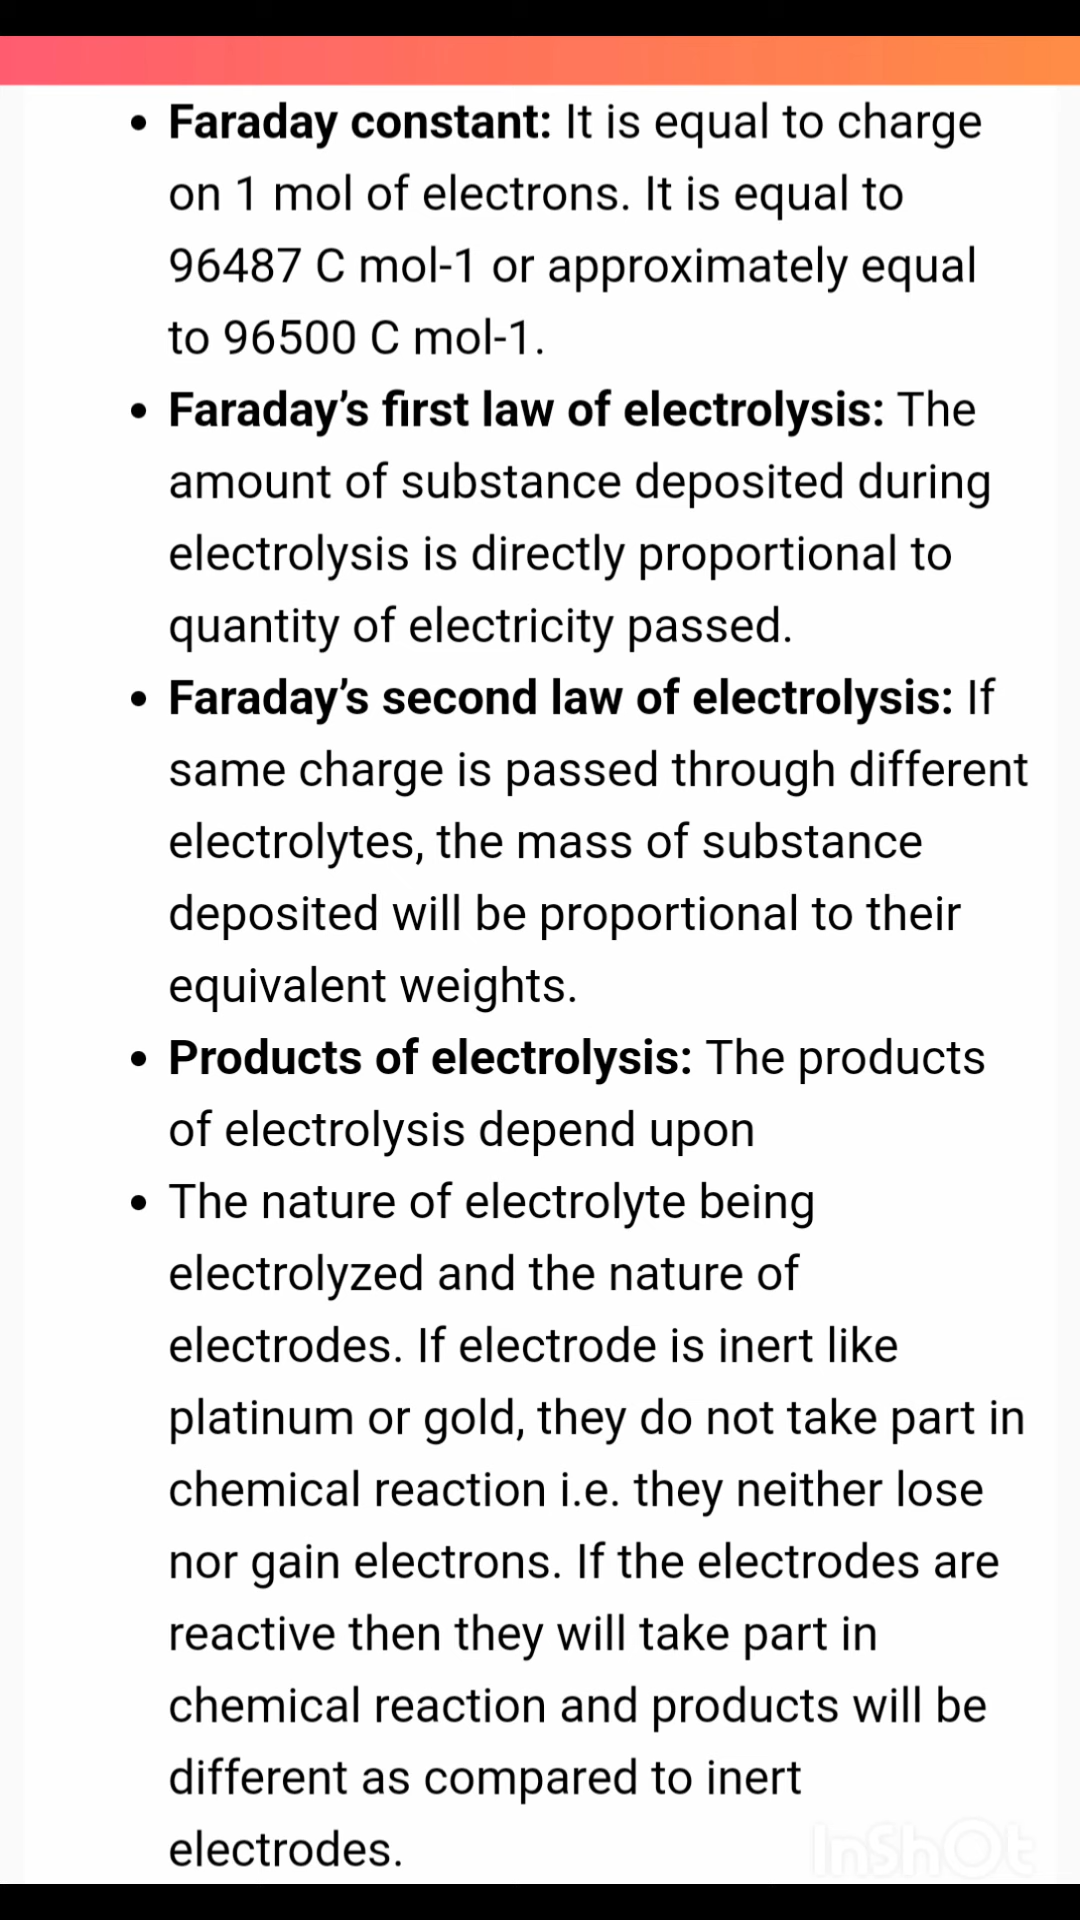 • Faraday constant: It is equal to charge
on 1 mol of electrons. It is equal to
96487 C mol-1 or approximately equal
to 96500 C mol-1.
• Faraday’s first law of electrolysis: The
amount of substance deposited during
electrolysis is directly proportional to
quantity of electricity passed.
• Faraday’s second law of electrolysis: If
same charge is passed through different
electrolytes, the mass of substance
deposited will be proportional to their
equivalent weights.
• Products of electrolysis: The products
of electrolysis depend upon
• The nature of electrolyte being
electrolyzed and the nature of
electrodes. If electrode is inert like
platinum or gold, they do not take part in
chemical reaction i.e. they neither lose
nor gain electrons. If the electrodes are
reactive then they will take part in
chemical reaction and products will be
different as compared to inert
electrodes.
InShOt